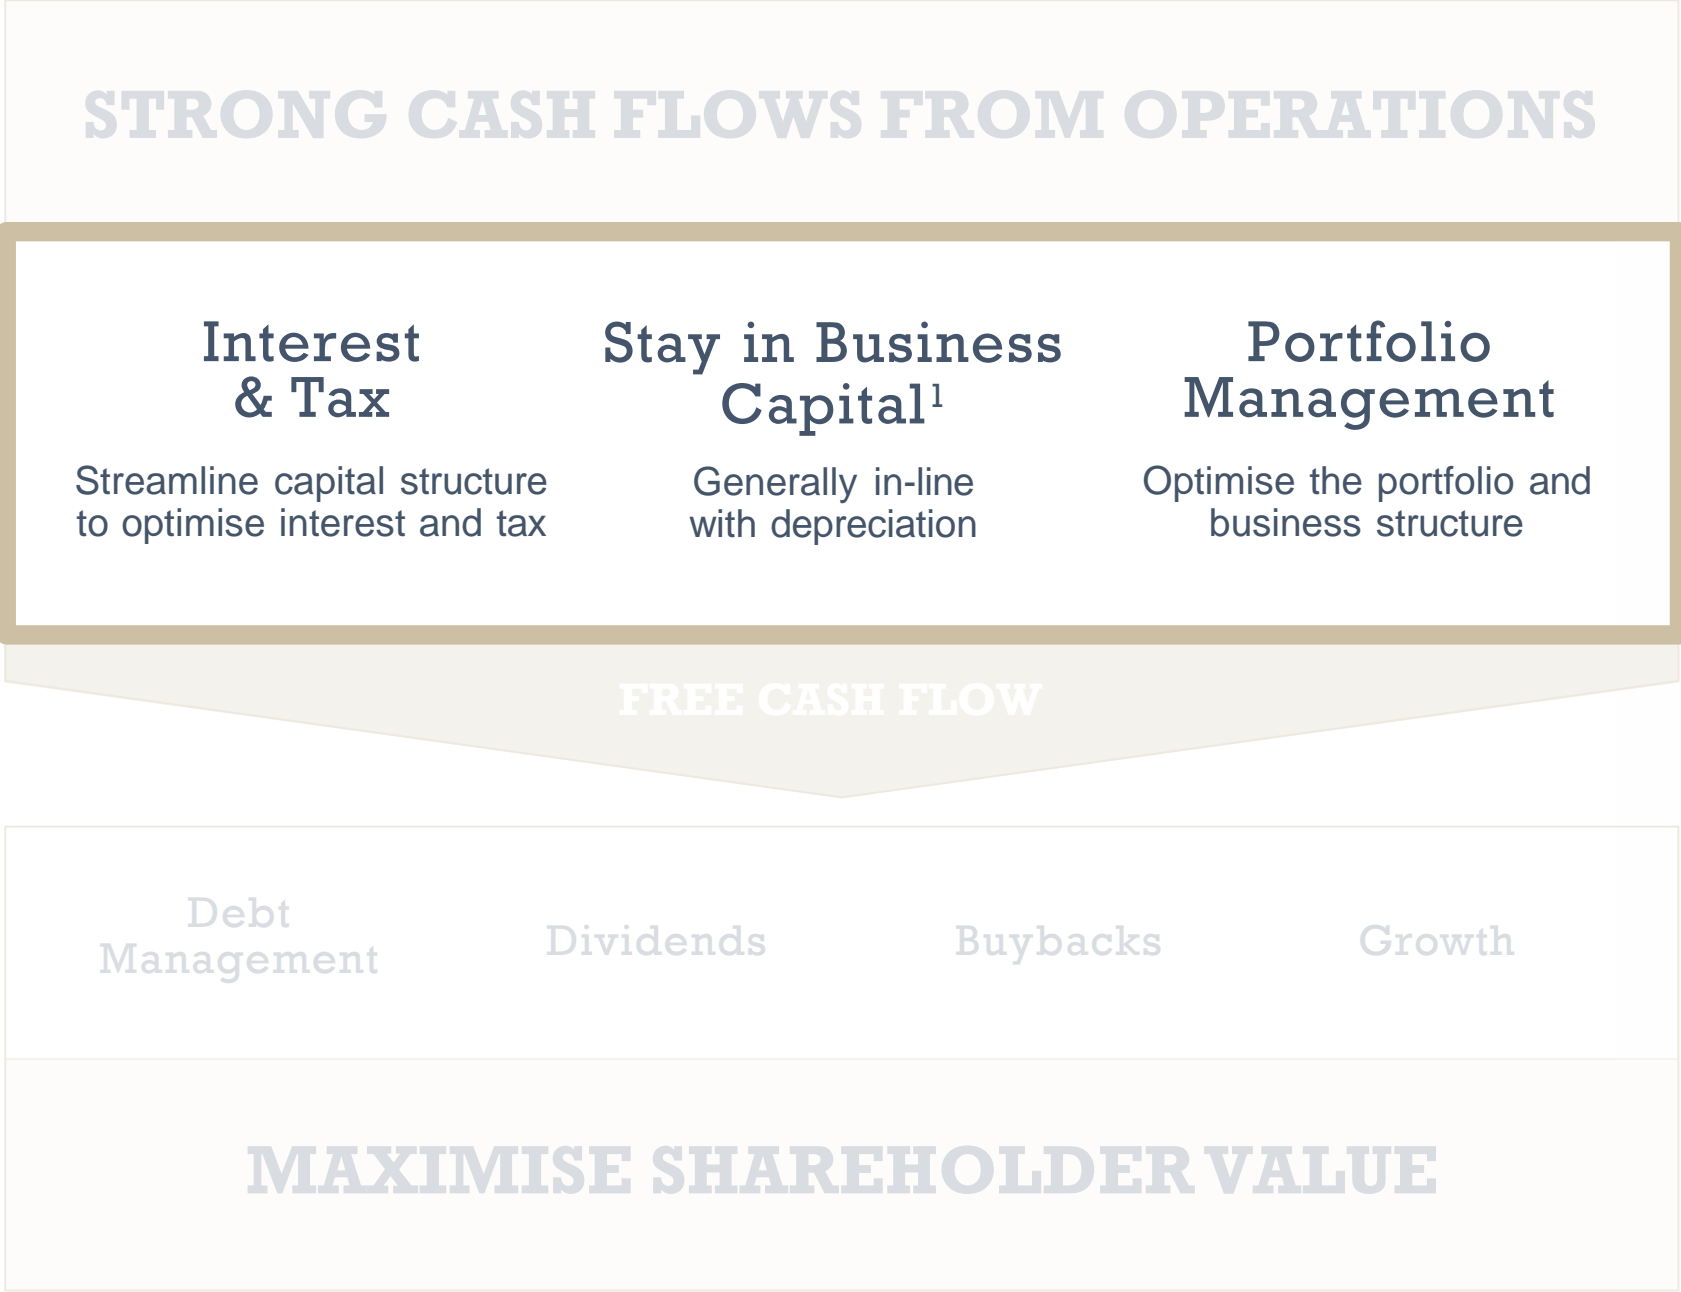 STRONG CASH FLOWS FROM OPERATIONS
Interest
& Tax
Streamline capital structure
to optimise interest and tax
Stay in Business
Capital¹
Generally in-line
with depreciation
Portfolio
Management
Optimise the portfolio and
business structure
FREE CASH FLOW
Debt
Management
Dividends
Buybacks
Growth
MAXIMISE SHAREHOLDER VALUE